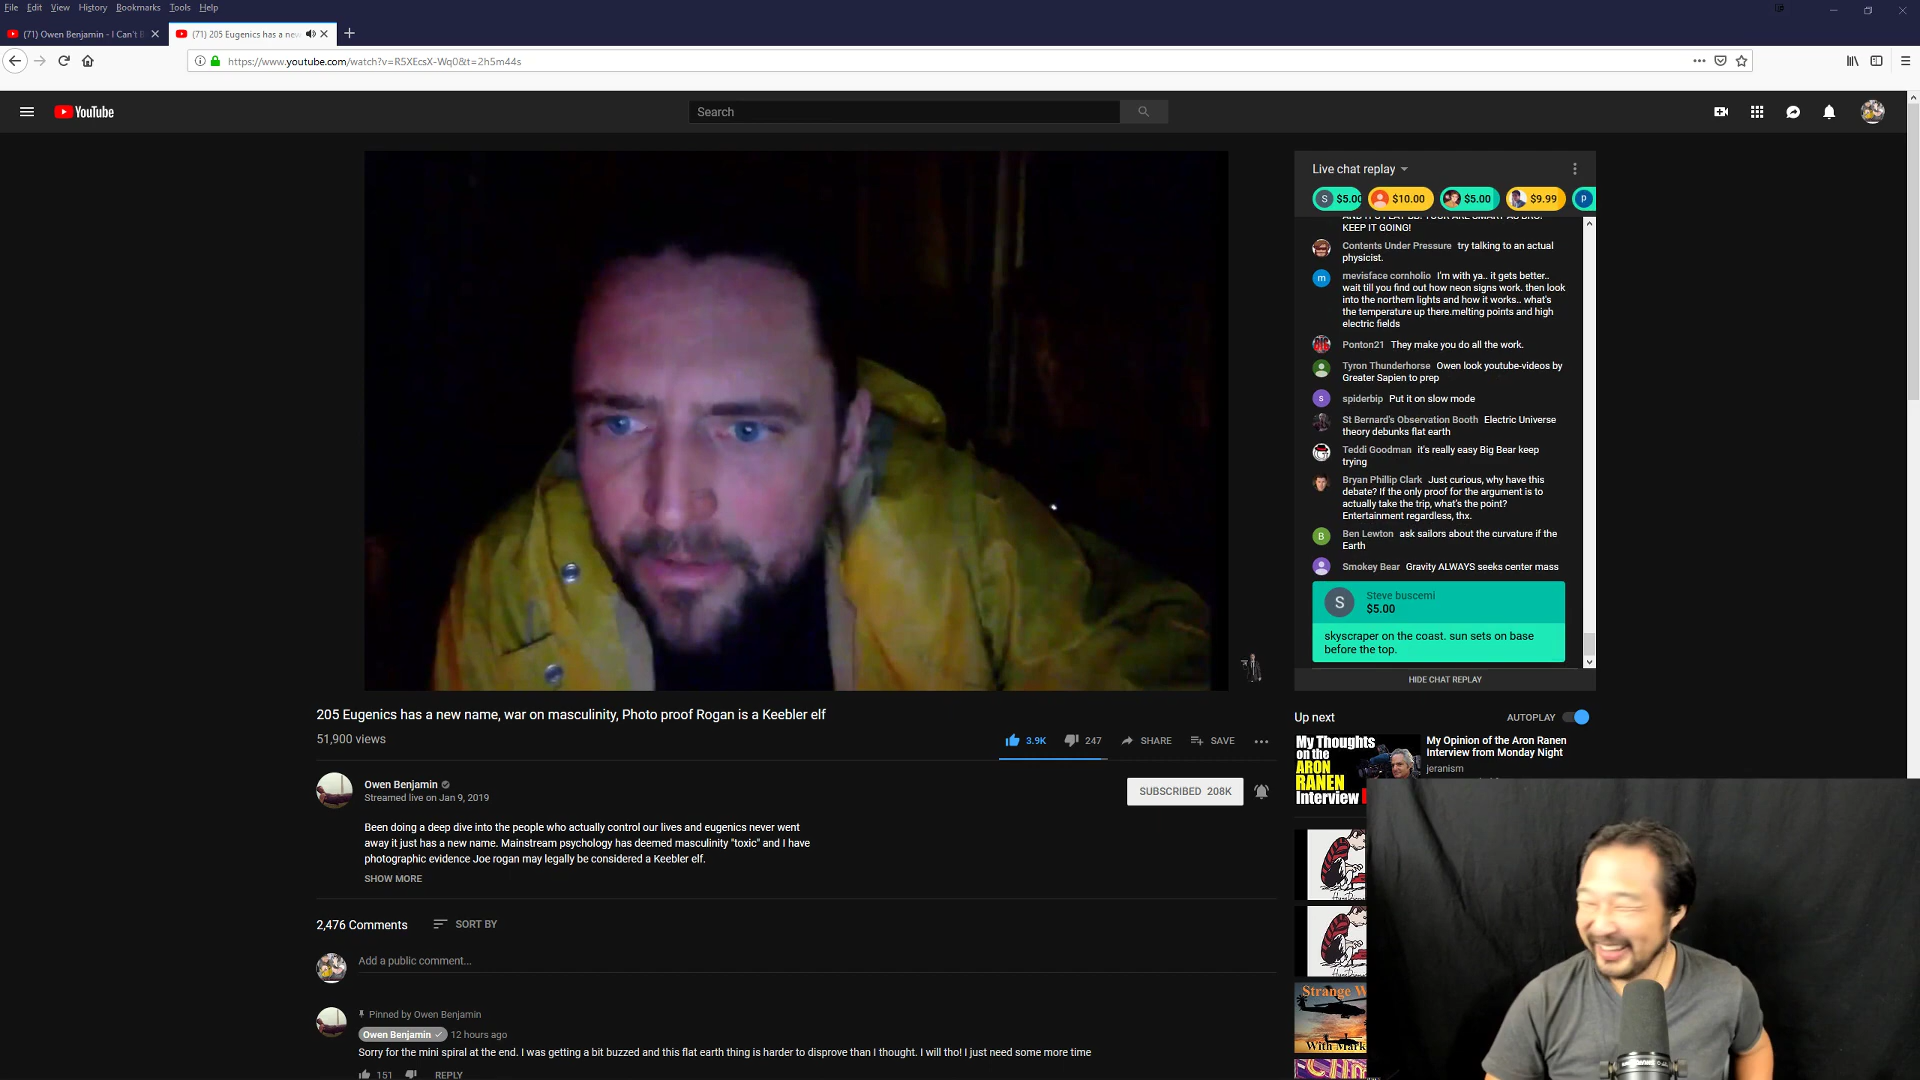 File Edit View History Bookmarks Tools Help
(71) Owen Benjamin - I Can't B
(71) 205 Eugenics has a new
https://www.youtube.com/watch?v=R5XEcsX-Wq0&t=2h5m44s
YouTube
Search
Live chat replay
S $5.00 $10.00 $5.00 $9.99 P
KEEP IT GOING!
Contents Under Pressure try talking to an actual
physicist.
m mevisface cornholio I'm with ya.. it gets better..
wait till you find out how neon signs work. then look
into the northern lights and how it works.. what's
the temperature up there.melting points and high
electric fields
Ponton21 They make you do all the work.
Tyron Thunderhorse Owen look youtube-videos by
Greater Sapien to prep
s spiderbip Put it on slow mode
St Bernard's Observation Booth Electric Universe
theory debunks flat earth
Teddi Goodman it's really easy Big Bear keep
trying
Bryan Phillip Clark Just curious, why have this
debate? If the only proof for the argument is to
actually take the trip, what's the point?
Entertainment regardless, thx.
B Ben Lewton ask sailors about the curvature if the
Earth
Smokey Bear Gravity ALWAYS seeks center mass
S Steve buscemi
$5.00
skyscraper on the coast. sun sets on base
before the top.
HIDE CHAT REPLAY
205 Eugenics has a new name, war on masculinity, Photo proof Rogan is a Keebler elf
51,900 views
3.9K 247 SHARE SAVE
Owen Benjamin
Streamed live on Jan 9, 2019
SUBSCRIBED 208K
Been doing a deep dive into the people who actually control our lives and eugenics never went
away it just has a new name. Mainstream psychology has deemed masculinity "toxic" and I have
photographic evidence Joe rogan may legally be considered a Keebler elf.
SHOW MORE
2,476 Comments SORT BY
Add a public comment...
Pinned by Owen Benjamin
Owen Benjamin 12 hours ago
Sorry for the mini spiral at the end. I was getting a bit buzzed and this flat earth thing is harder to disprove than I thought. I will tho! I just need some more time
151 REPLY
Up next AUTOPLAY
My Thoughts
on the
ARON
RANEN
Interview
My Opinion of the Aron Ranen
Interview from Monday Night
jeranism
Strange W
With Mark